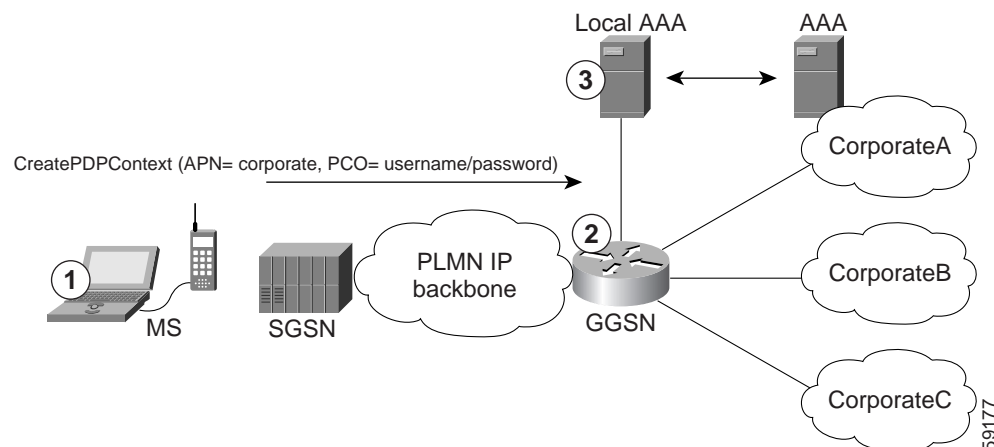 Local AAA
AAA
3
CorporateA
CreatePDPContext (APN= corporate, PCO= username/password)
2
1
PLMN IP
backbone
CorporateB
MS
SGSN
GGSN
CorporateC
59177